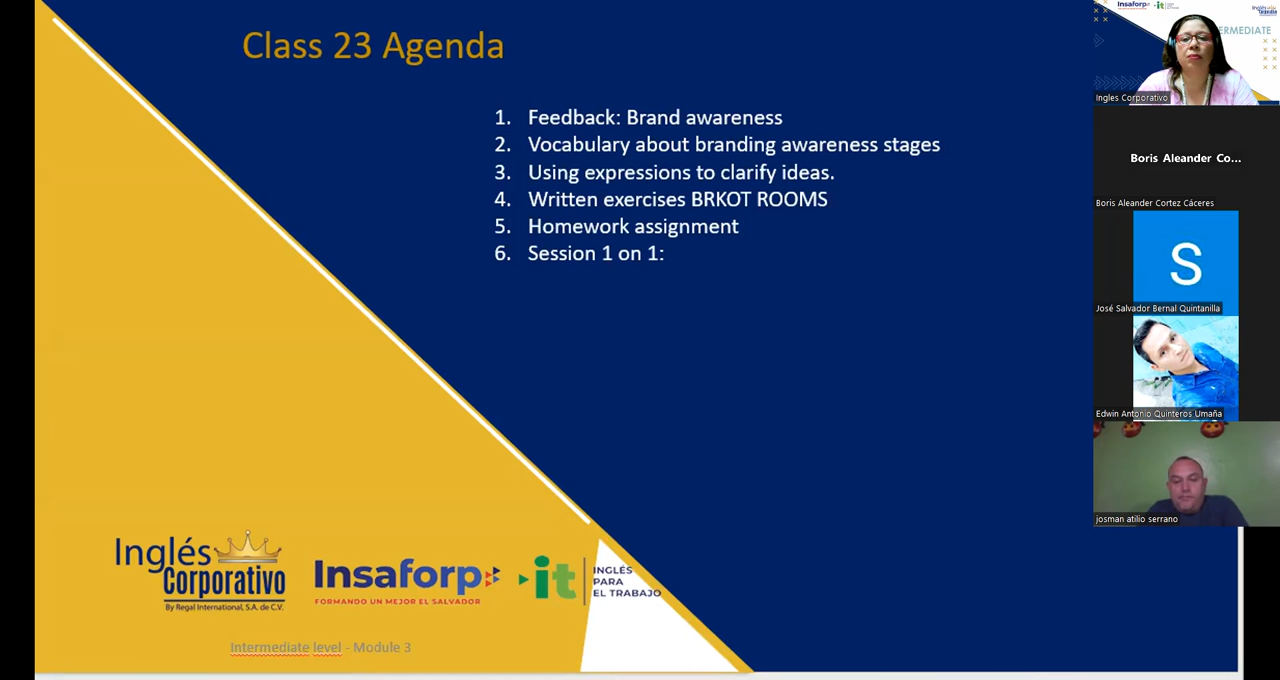 Class 23 Agenda
1. Feedback: Brand awareness
2. Vocabulary about branding awareness stages
3. Using expressions to clarify ideas.
4. Written exercises BRKOT ROOMS
5. Homework assignment
6. Session 1 on 1:
Inglés
Corporativo
By Regal International, S.A. de C.V.
Insaforp
FORMANDO UN MEJOR EL SALVADOR
it
INGLÉS
PARA
EL TRABAJO
Intermediate level - Module 3
Insaforp
it
ERMEDIATE
Ingles Corporativo
Boris Aleander Co...
Boris Aleander Cortez Cáceres
S
José Salvador Bernal Quintanilla
Edwin Antonio Quinteros Umaña
josman atilio serrano